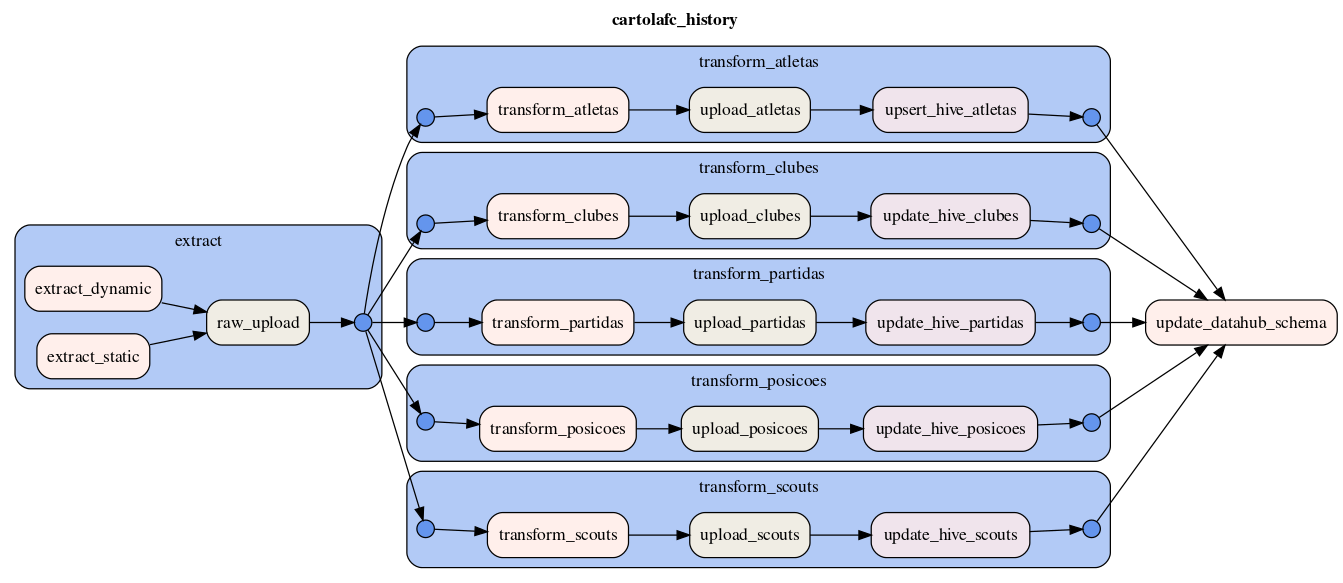 cartolafc_history
extract
extract_dynamic
extract_static
raw_upload
transform_atletas
transform_atletas
upload_atletas
upsert_hive_atletas
transform_clubes
transform_clubes
upload_clubes
update_hive_clubes
transform_partidas
transform_partidas
upload_partidas
update_hive_partidas
transform_posicoes
transform_posicoes
upload_posicoes
update_hive_posicoes
transform_scouts
transform_scouts
upload_scouts
update_hive_scouts
update_datahub_schema